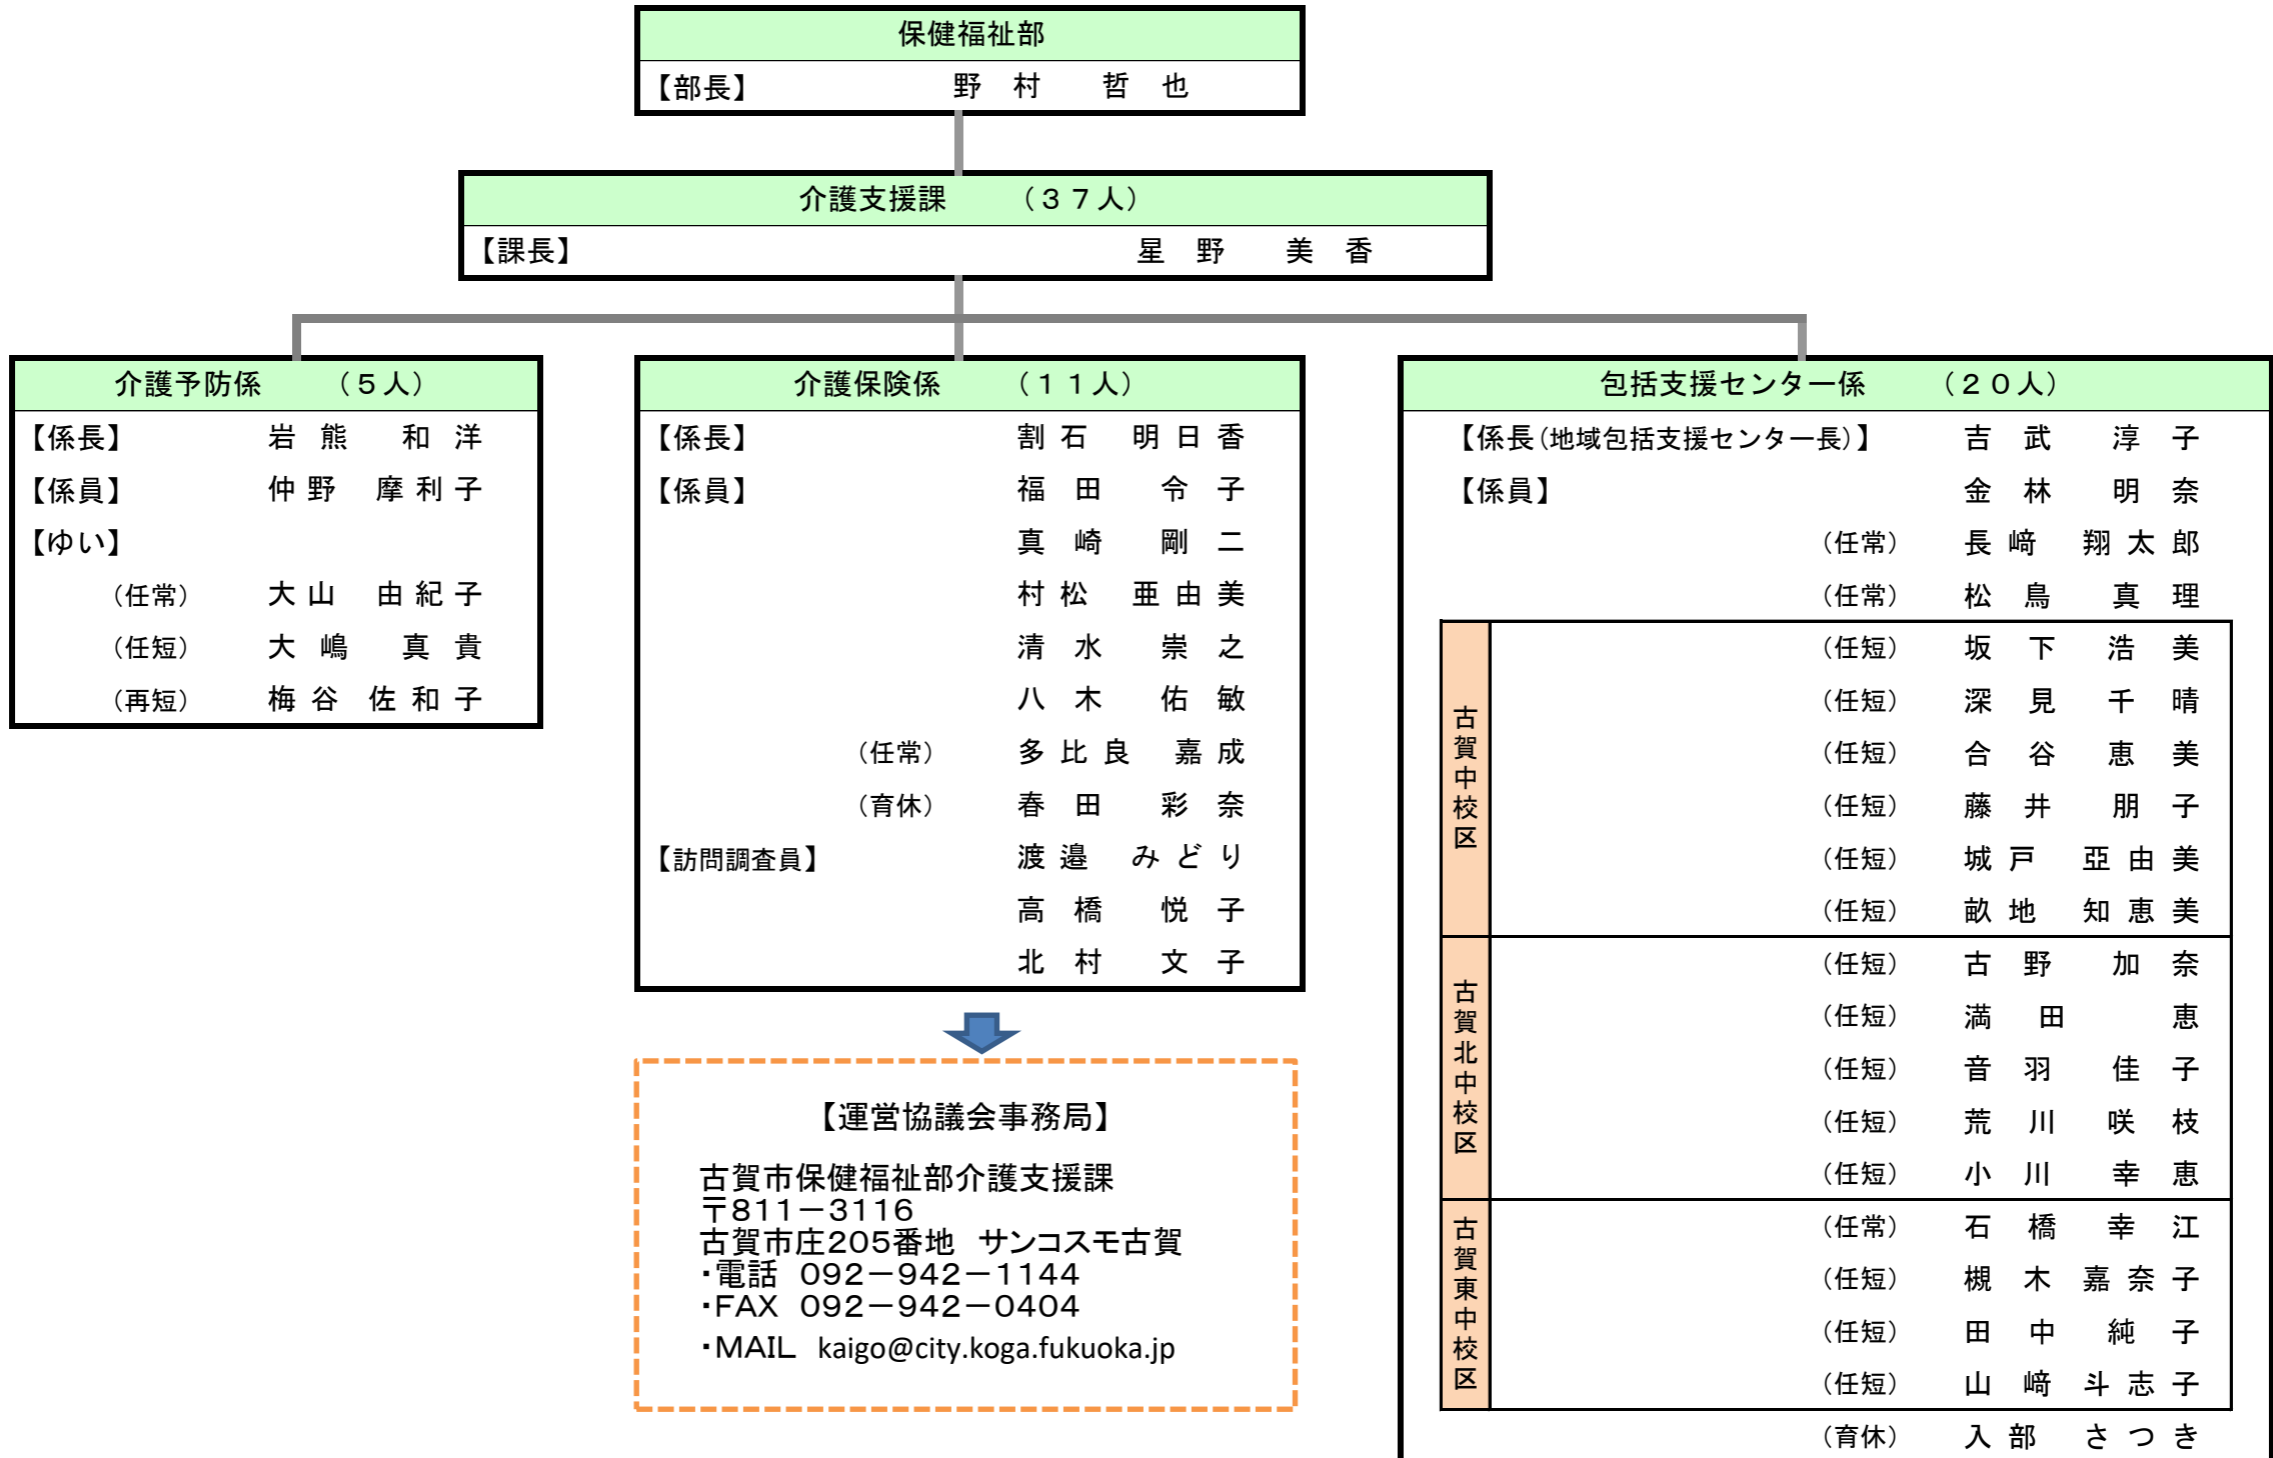 保健福祉部
【部長】 野村 哲也
介護支援課 （３７人）
【課長】 星野 美香
介護予防係 （５人）
【係長】 岩熊 和洋
【係員】 仲野 摩利子
【ゆい】
（任常） 大山 由紀子
（任短） 大嶋 真貴
（再短） 梅谷 佐和子
介護保険係 （１１人）
【係長】 割石 明日香
【係員】 福田 令子
真崎 剛二
村松 亜由美
清水 崇之
八木 佑敏
（任常） 多比良 嘉成
（育休） 春田 彩奈
【訪問調査員】 渡邉 みどり
高橋 悦子
北村 文子
【運営協議会事務局】
古賀市保健福祉部介護支援課
〒811－3116
古賀市庄205番地 サンコスモ古賀
・電話 092－942－1144
・FAX 092－942－0404
・MAIL kaigo@city.koga.fukuoka.jp
包括支援センター係 （２０人）
【係長（地域包括支援センター長）】 吉武 淳子
【係員】 金林 明奈
（任常） 長﨑 翔太郎
（任常） 松鳥 真理
古賀中校区
（任短） 坂下 浩美
（任短） 深見 千晴
（任短） 合谷 恵美
（任短） 藤井 朋子
（任短） 城戸 亞由美
（任短） 畝地 知恵美
古賀北中校区
（任短） 古野 加奈
（任短） 満田 恵
（任短） 音羽 佳子
（任短） 荒川 咲枝
（任短） 小川 幸恵
古賀東中校区
（任常） 石橋 幸江
（任短） 槻木 嘉奈子
（任短） 田中 純子
（任短） 山﨑 斗志子
（育休） 入部 さつき